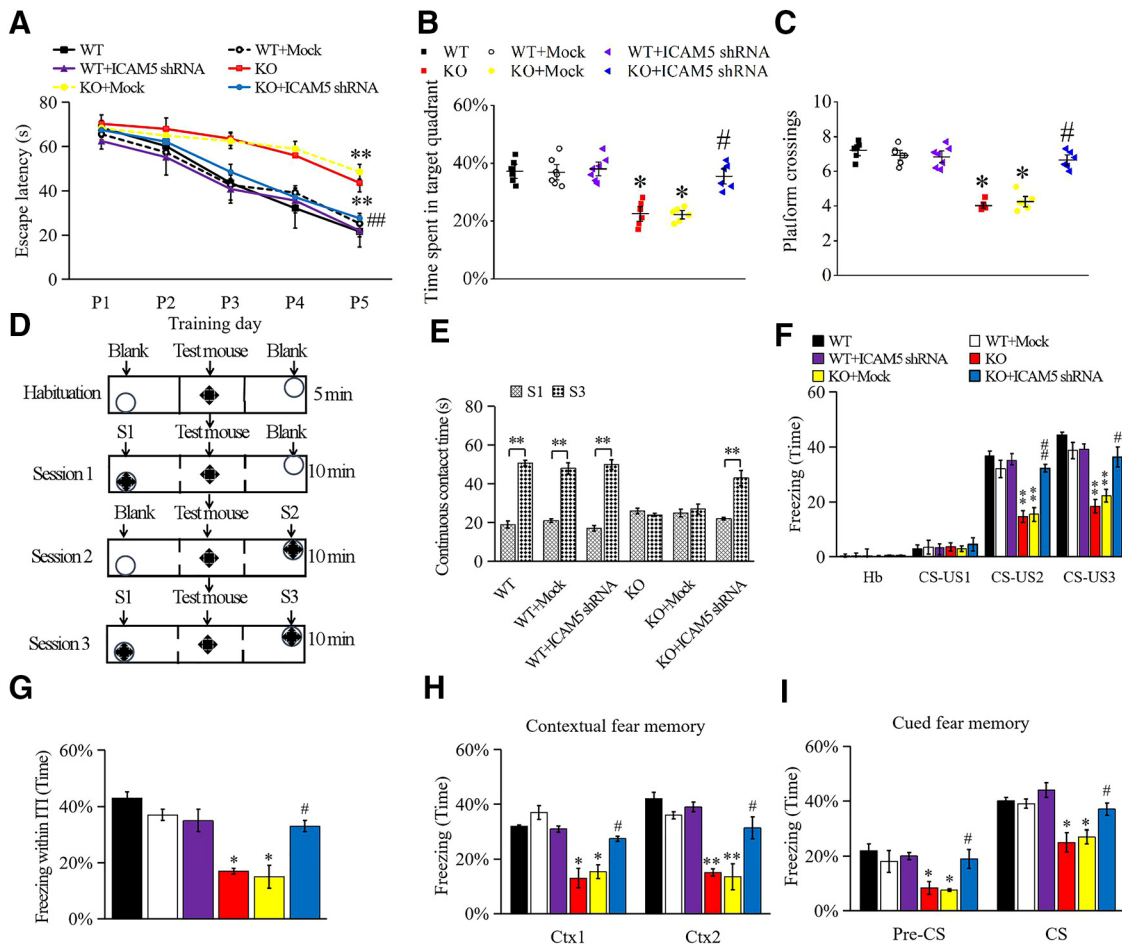 A
WT
WT+Mock
WT+ICAM5 shRNA
KO
KO+Mock
KO+ICAM5 shRNA
Escape latency (s)
80
60
40
20
0
**
**
##
P1 P2 P3 P4 P5
Training day
B
WT WT+Mock WT+ICAM5 shRNA
KO KO+Mock KO+ICAM5 shRNA
Time spent in target quadrant
60%
40%
20%
0%
* * #
C
Platform crossings
8
6
4
2
0
* * #
D
Blank Test mouse Blank
Habituation 5 min
S1 Test mouse Blank
Session 1 10 min
Blank Test mouse S2
Session 2 10 min
S1 Test mouse S3
Session 3 10 min
E
S1 S3
Continuous contacct time (s)
80
60
40
20
0
** ** ** **
WT
WT+Mock
WT+ICAM5 shRNA
KO
KO+Mock
KO+ICAM5 shRNA
F
WT WT+Mock
WT+ICAM5 shRNA KO
KO+Mock KO+ICAM5 shRNA
Freezing (Time)
60
40
20
0
** ** ##
** ** #
Hb CS-US1 CS-US2 CS-US3
G
Freezing within ITI (Time)
60%
40%
20%
0%
* * #
H
Contextual fear memory
Freezing (Time)
60%
40%
20%
0%
* * #
** ** #
Ctx1 Ctx2
I
Cued fear memory
Freezing (Time)
60%
40%
20%
0%
* * #
* * #
Pre-CS CS